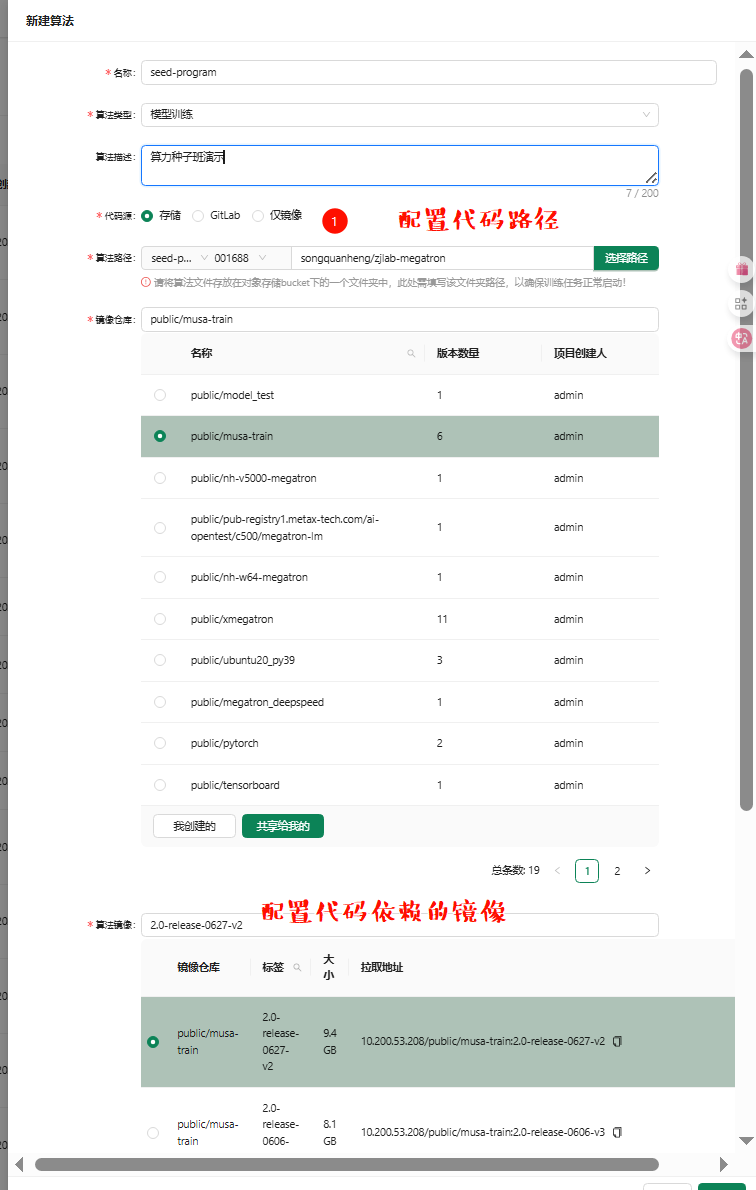 新建算法
* 名称: seed-program
* 算法类型: 模型训练
算法描述: 算力种子班演示
7 / 200
* 代码源: 存储 GitLab 仅镜像 1 配置代码路径
* 算法路径: seed-p... 001688 songquanheng/zjlab-megatron 选择路径
请将算法文件存放在对象存储bucket下的一个文件夹中，此处需填写该文件夹路径，以确保训练任务正常启动!
* 镜像仓库: public/musa-train
名称 版本数量 项目创建人
public/model_test 1 admin
public/musa-train 6 admin
public/nh-v5000-megatron 1 admin
public/pub-registry1.metax-tech.com/ai-
opentest/c500/megatron-lm 1 admin
public/nh-w64-megatron 1 admin
public/xmegatron 11 admin
public/ubuntu20_py39 3 admin
public/megatron_deepspeed 1 admin
public/pytorch 2 admin
public/tensorboard 1 admin
我创建的 共享给我的
总条数: 19 < 1 2 >
配置代码依赖的镜像
* 算法镜像: 2.0-release-0627-v2
镜像仓库 标签 大小 拉取地址
public/musa-
train
2.0-
release-
0627-
v2
9.4
GB
10.200.53.208/public/musa-train:2.0-release-0627-v2
public/musa-
train
2.0-
release-
0606-
8.1
GB
10.200.53.208/public/musa-train:2.0-release-0606-v3